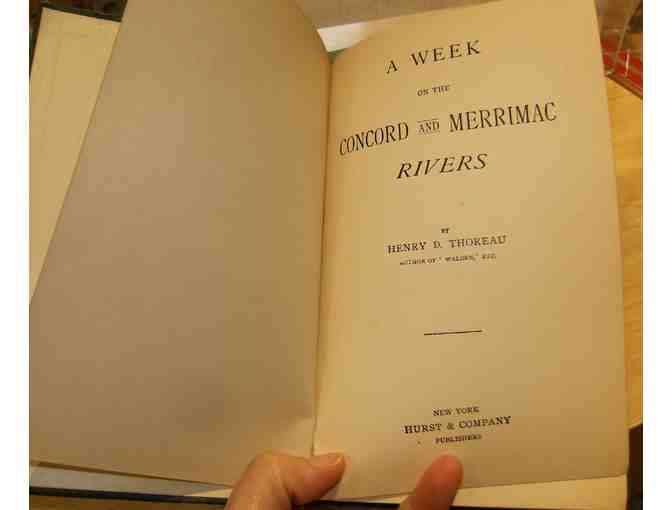 A WEEK
ON THE
CONCORD AND MERRIMAC
RIVERS
BY
HENRY D. THOREAU
AUTHOR OF ' WALDEN,' ETC.
NEW YORK
HURST & COMPANY
PUBLISHERS